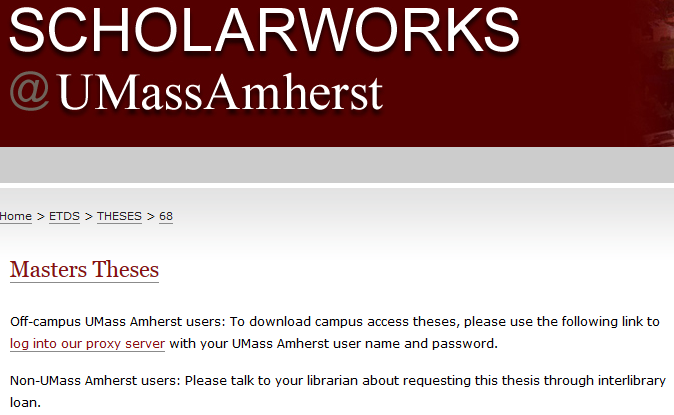 SCHOLARWORKS
@UMassAmherst
Home > ETDS > THESES > 68
Masters Theses
Off-campus UMass Amherst users: To download campus access theses, please use the following link to
log into our proxy server with your UMass Amherst user name and password.
Non-UMass Amherst users: Please talk to your librarian about requesting this thesis through interlibrary
loan.